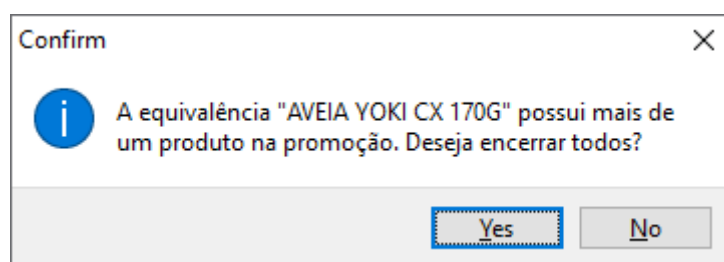 Confirm
A equivalência "AVEIA YOKI CX 170G" possui mais de
um produto na promoção. Deseja encerrar todos?
Yes
No